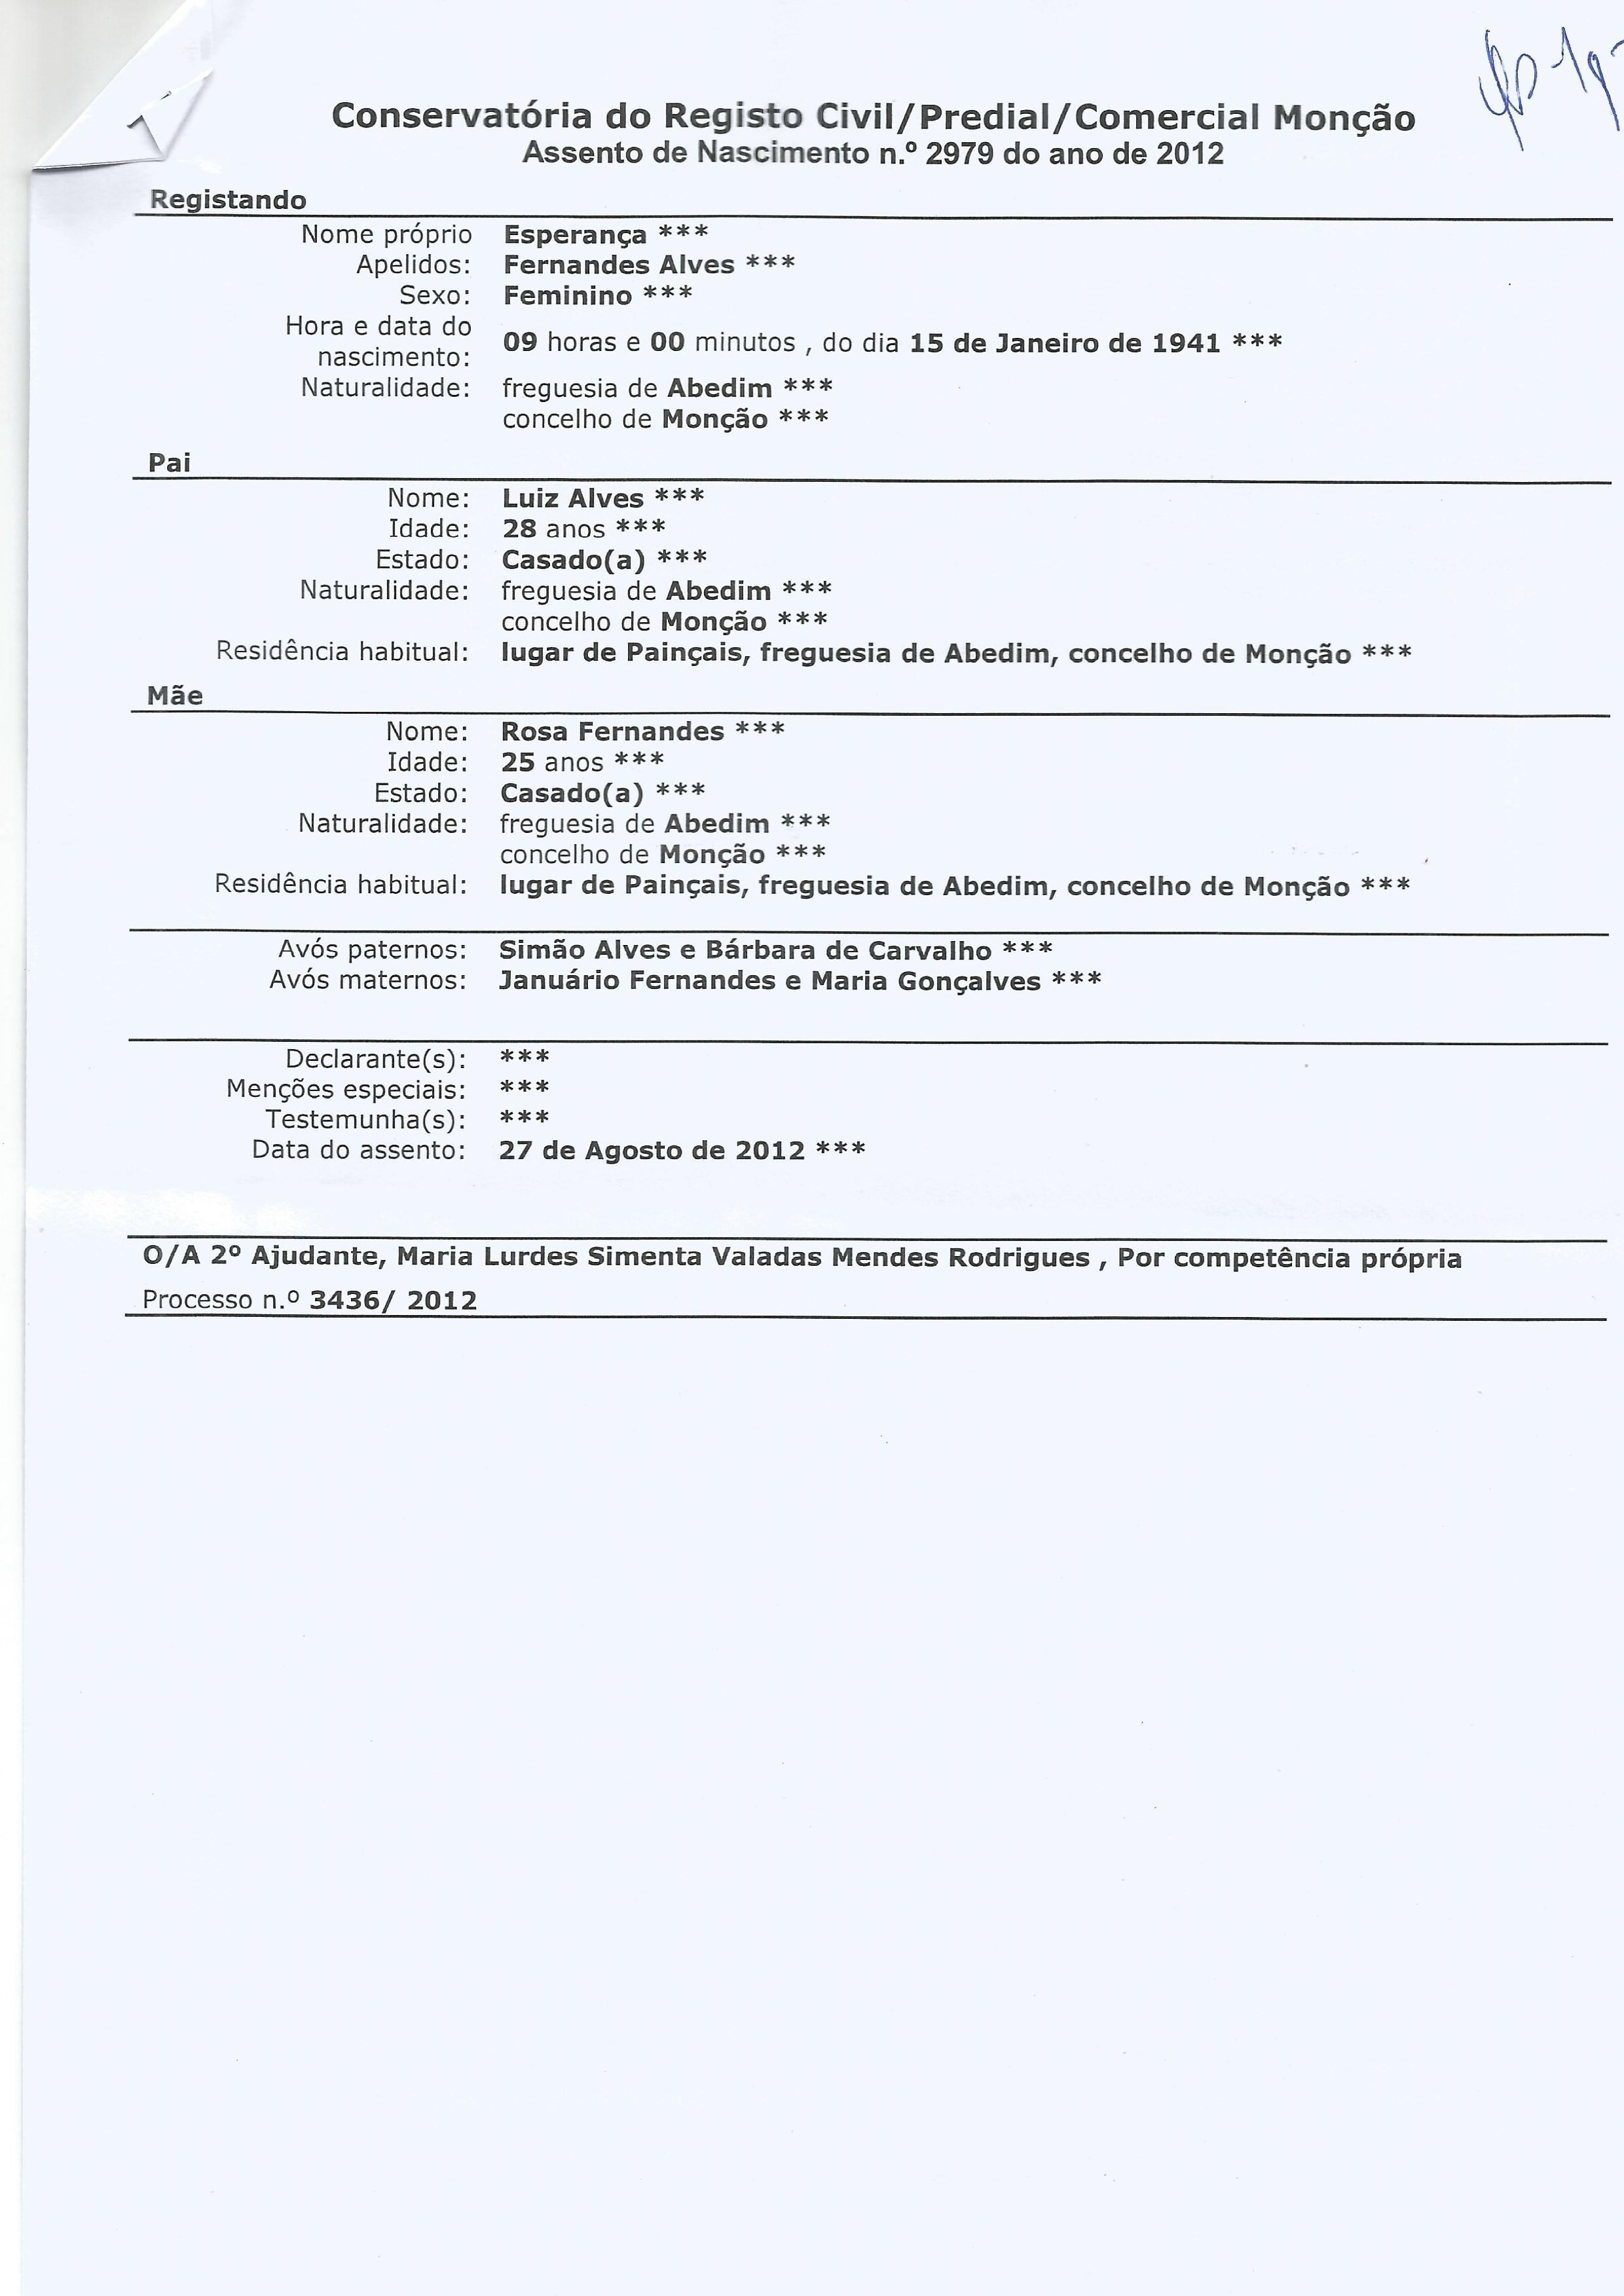 Conservatória do Registo Civil/Predial/Comercial Monção
Assento de Nascimento n.º 2979 do ano de 2012
Registando
Nome próprio Esperança ***
Apelidos: Fernandes Alves ***
Sexo: Feminino ***
Hora e data do nascimento: 09 horas e 00 minutos , do dia 15 de Janeiro de 1941 ***
Naturalidade: freguesia de Abedim ***
concelho de Monção ***
Pai
Nome: Luiz Alves ***
Idade: 28 anos ***
Estado: Casado(a) ***
Naturalidade: freguesia de Abedim ***
concelho de Monção ***
Residência habitual: lugar de Painçais, freguesia de Abedim, concelho de Monção ***
Mãe
Nome: Rosa Fernandes ***
Idade: 25 anos ***
Estado: Casado(a) ***
Naturalidade: freguesia de Abedim ***
concelho de Monção ***
Residência habitual: lugar de Painçais, freguesia de Abedim, concelho de Monção ***
Avós paternos: Simão Alves e Bárbara de Carvalho ***
Avós maternos: Januário Fernandes e Maria Gonçalves ***
Declarante(s): ***
Menções especiais: ***
Testemunha(s): ***
Data do assento: 27 de Agosto de 2012 ***
O/A 2º Ajudante, Maria Lurdes Simenta Valadas Mendes Rodrigues , Por competência própria
Processo n.º 3436/ 2012